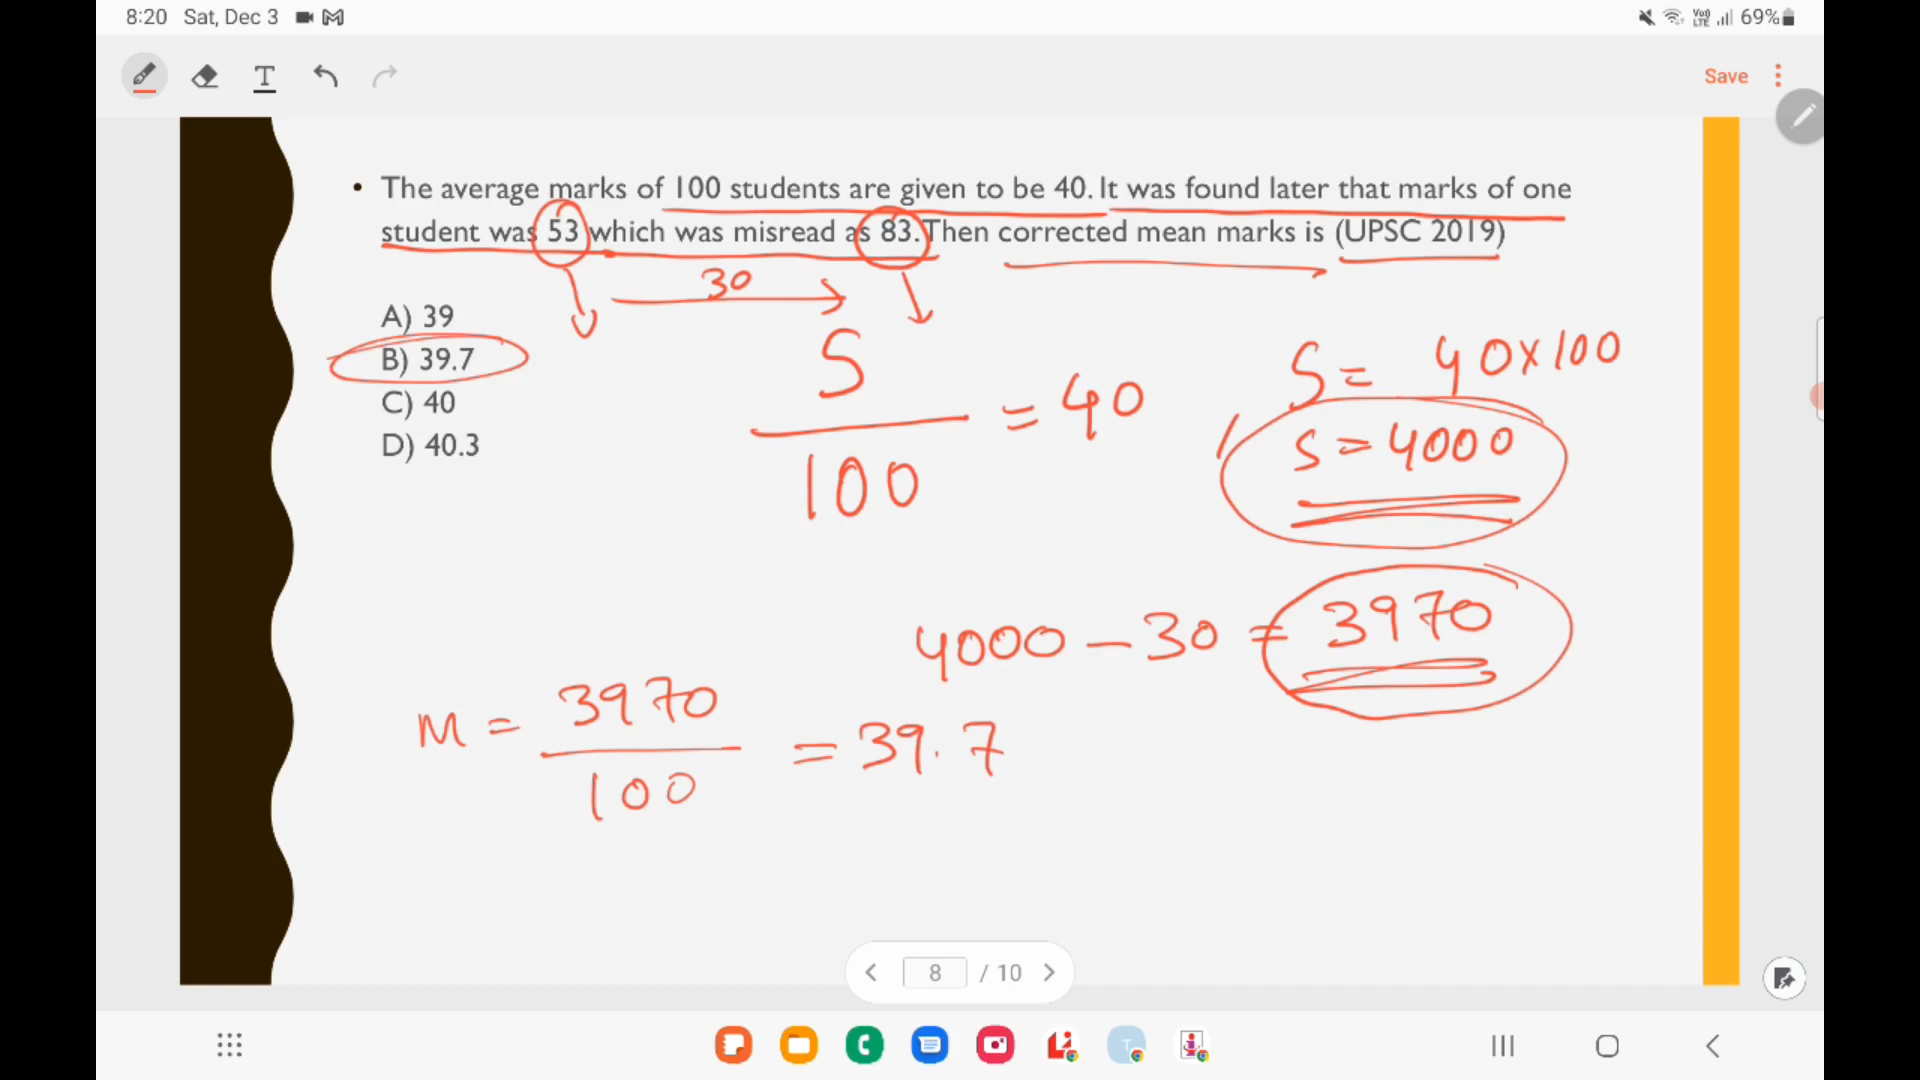 8:20 Sat, Dec 3
69%
Save
• The average marks of 100 students are given to be 40. It was found later that marks of one
student was 53 which was misread as 83. Then corrected mean marks is (UPSC 2019)
30
A) 39
B) 39.7
C) 40
D) 40.3
S
100
= 40
S = 40x100
S = 4000
4000 - 30 = 3970
M = 3970
100
= 39.7
8 / 10